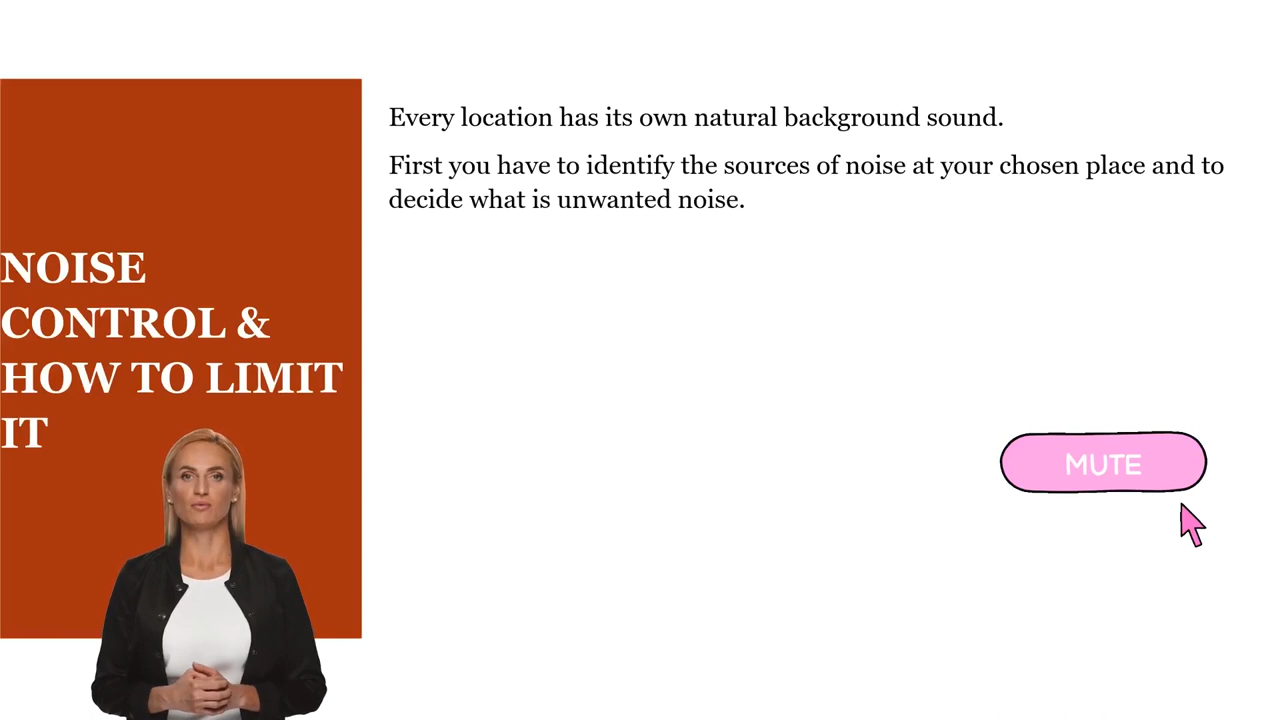 NOISE
CONTROL &
HOW TO LIMIT
IT
Every location has its own natural background sound.
First you have to identify the sources of noise at your chosen place and to
decide what is unwanted noise.
MUTE